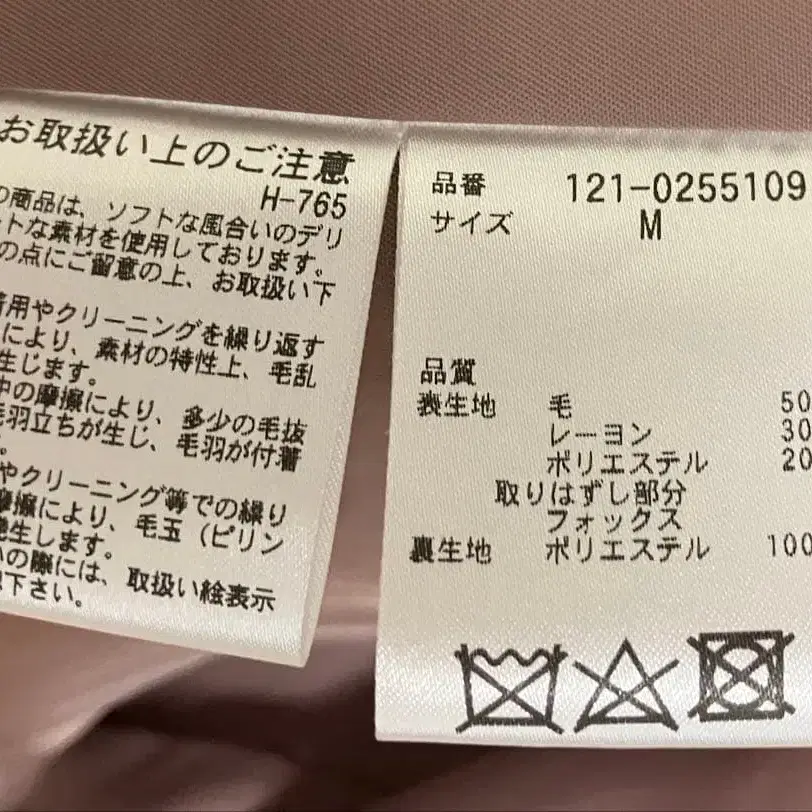 お取扱い上のご注意
H-765
の商品は、ソフトな風合いのデリ
ートな素材を使用しております。
の点にご留意の上、お取扱い下
着用やクリーニングを繰り返す
により、素材の特性上、毛乱
生じます。
中の摩擦により、多少の毛抜
毛羽立ちが生じ、毛羽が付着
。
やクリーニング等での繰り
摩擦により、毛玉(ピリン
発生します。
いの際には、取扱い絵表示
下さい。
品番 121-0255109
サイズ M
品質
表生地 毛 50
レーヨン 30
ポリエステル 20
取りはずし部分
フォックス
裏生地 ポリエステル 100